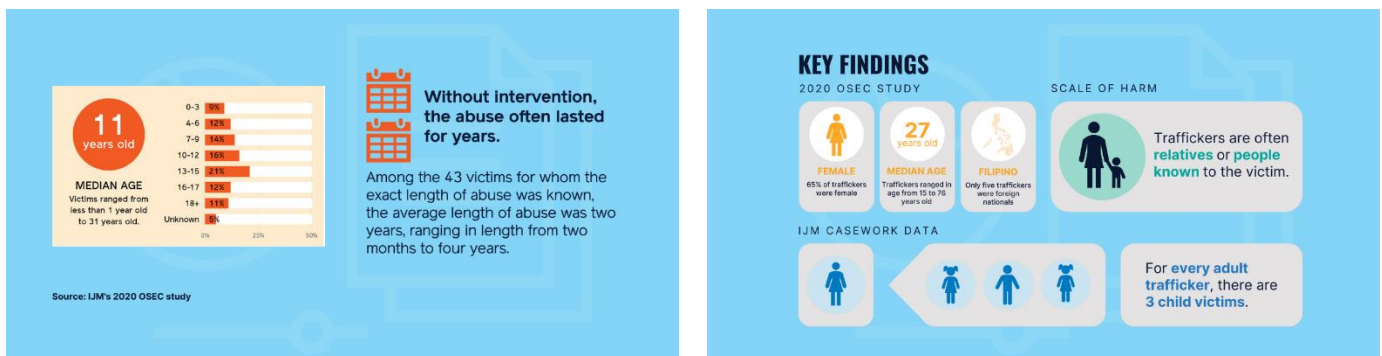 11
years old
MEDIAN AGE
Victims ranged from
less than 1 year old
to 31 years old.
0-3 9%
4-6 12%
7-9 14%
10-12 16%
13-15 21%
16-17 12%
18+ 11%
Unknown 5%
0% 25% 50%
Without intervention,
the abuse often lasted
for years.
Among the 43 victims for whom the
exact length of abuse was known,
the average length of abuse was two
years, ranging in length from two
months to four years.
Source: IJM's 2020 OSEC study
KEY FINDINGS
2020 OSEC STUDY
FEMALE
65% of traffickers
were female
27
years old
MEDIAN AGE
Traffickers ranged in
age from 15 to 76
years old
FILIPINO
Only five traffickers
were foreign
nationals
SCALE OF HARM
Traffickers are often
relatives or people
known to the victim.
IJM CASEWORK DATA
For every adult
trafficker, there are
3 child victims.